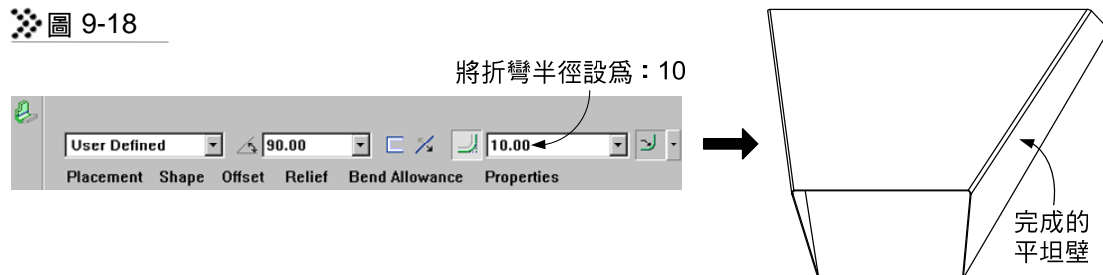 圖 9-18
將折彎半徑設為：10
User Defined 90.00 10.00
Placement Shape Offset Relief Bend Allowance Properties
完成的
平坦壁